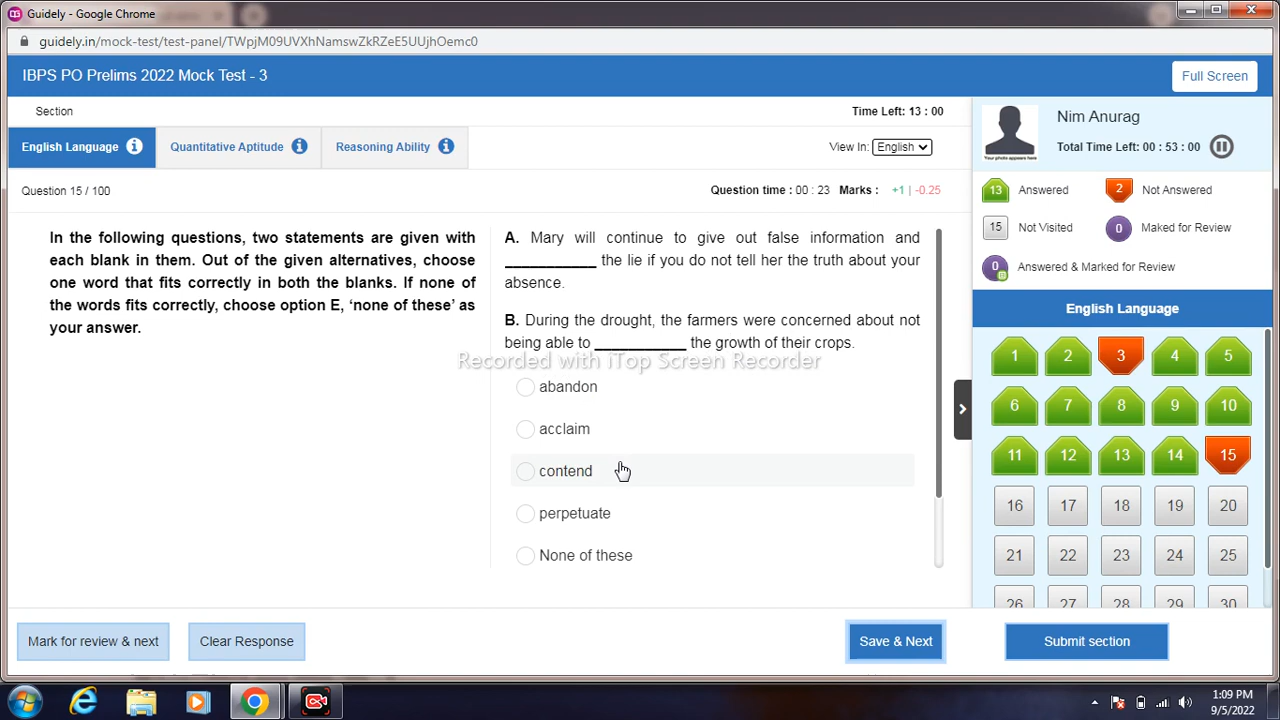 Guidely - Google Chrome
guidely.in/mock-test/test-panel/TWpjM09UVXhNamswZkRZeE5UUjhOemc0
IBPS PO Prelims 2022 Mock Test - 3
Full Screen
Section
Time Left: 13 : 00
English Language
Quantitative Aptitude
Reasoning Ability
View In: English
Question 15 / 100
Question time : 00 : 23 Marks : +1 | -0.25
In the following questions, two statements are given with
each blank in them. Out of the given alternatives, choose
one word that fits correctly in both the blanks. If none of
the words fits correctly, choose option E, ‘none of these’ as
your answer.
A. Mary will continue to give out false information and
___________ the lie if you do not tell her the truth about your
absence.
B. During the drought, the farmers were concerned about not
being able to ___________ the growth of their crops.
Recorded with iTop Screen Recorder
abandon
acclaim
contend
perpetuate
None of these
Mark for review & next
Clear Response
Save & Next
Submit section
Nim Anurag
Total Time Left: 00 : 53 : 00
Your photo appears here
13 Answered
2 Not Answered
15 Not Visited
0 Maked for Review
0 Answered & Marked for Review
English Language
1 2 3 4 5
6 7 8 9 10
11 12 13 14 15
16 17 18 19 20
21 22 23 24 25
26 27 28 29 30
1:09 PM
9/5/2022